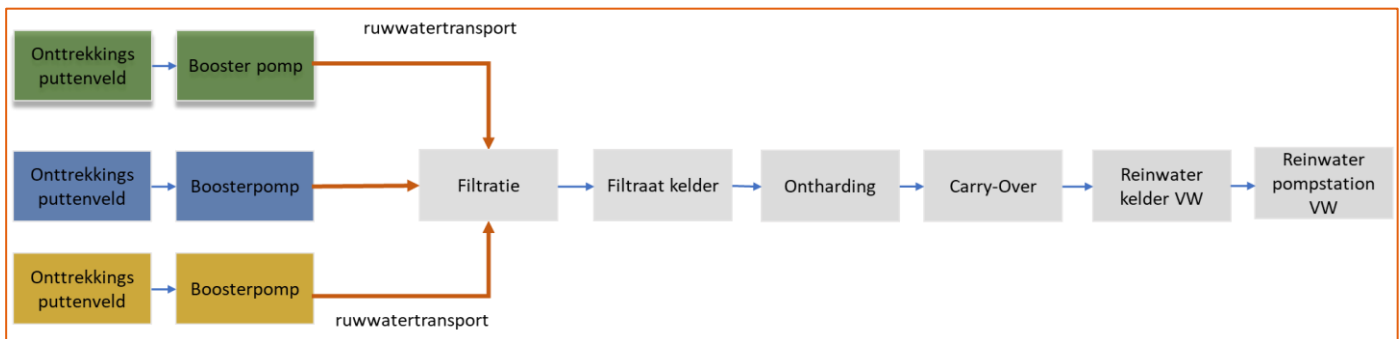 ruwwatertransport
Onttrekkings
puttenveld
Booster pomp
Onttrekkings
puttenveld
Boosterpomp
Filtratie
Filtraat kelder
Ontharding
Carry-Over
Reinwater
kelder VW
Reinwater
pompstation
VW
Onttrekkings
puttenveld
Boosterpomp
ruwwatertransport